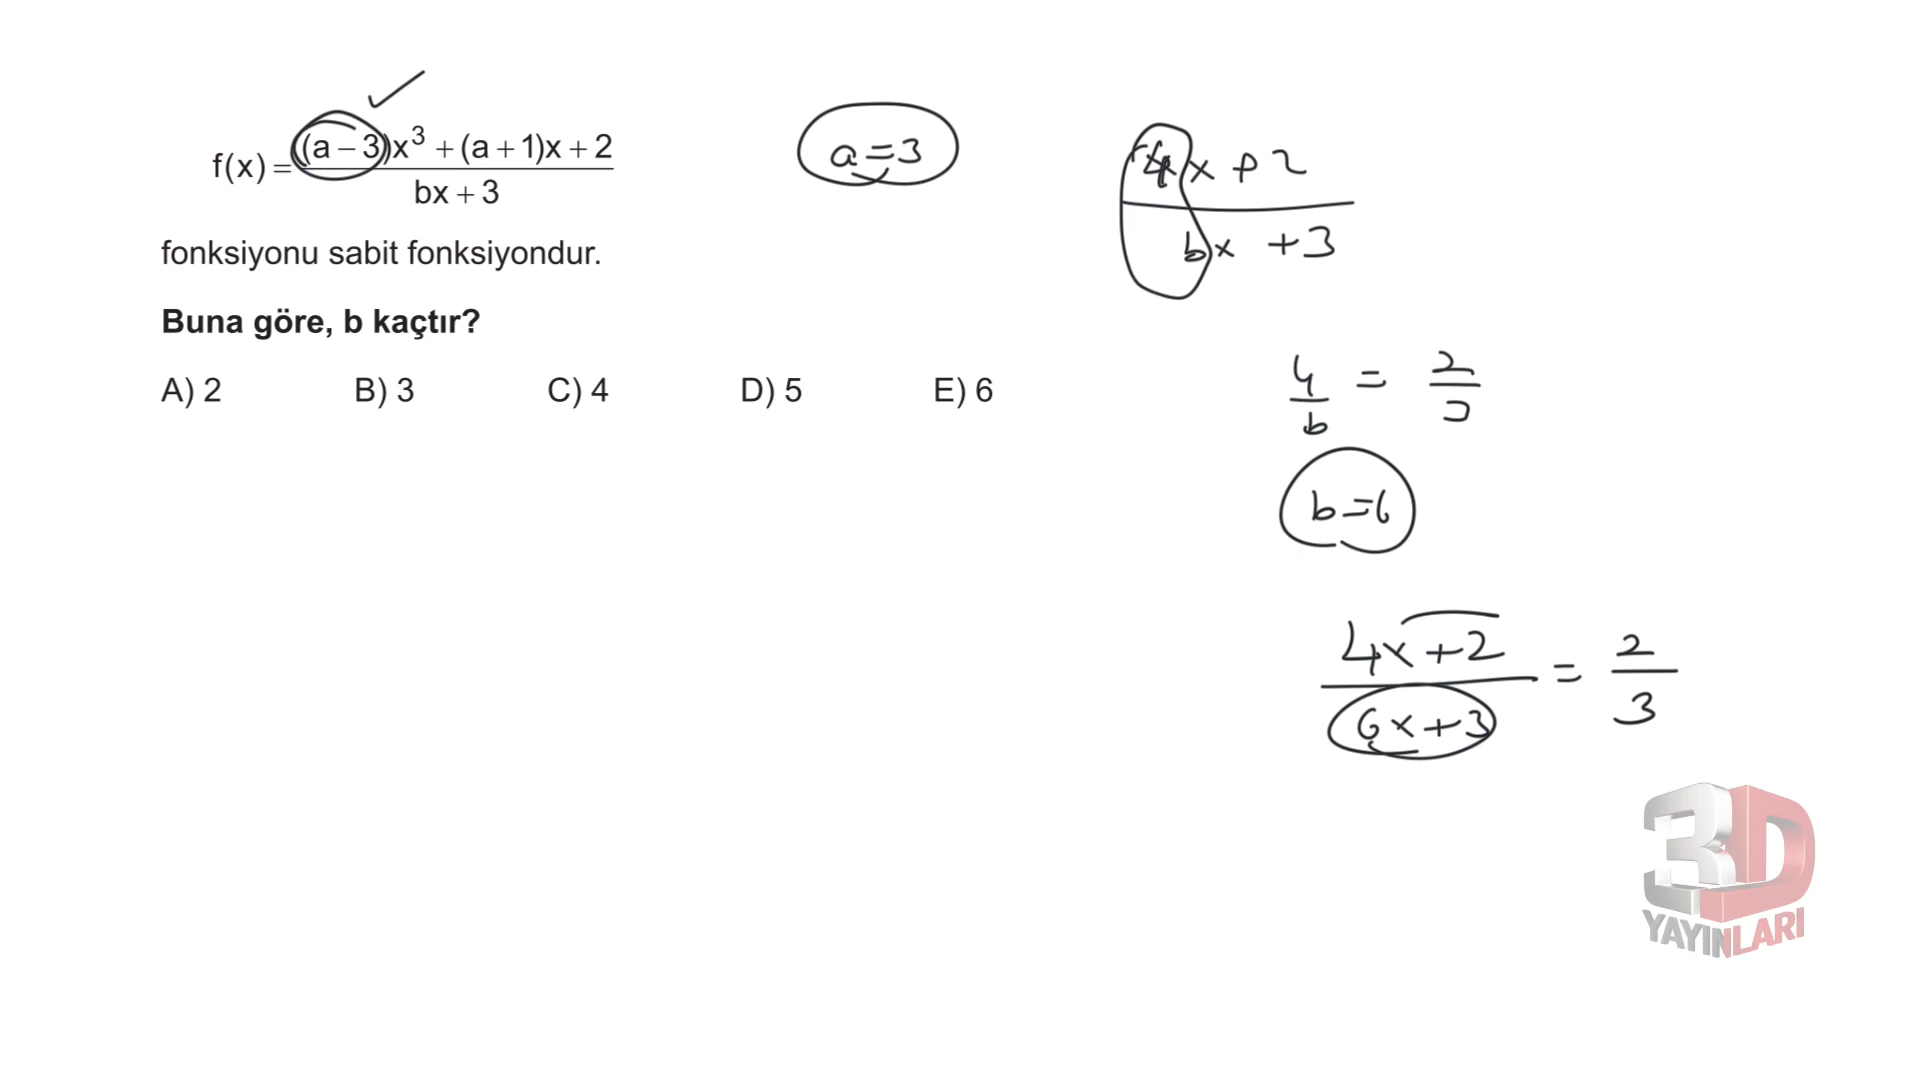 f(x) = ((a − 3)x³ + (a + 1)x + 2) / (bx + 3)
fonksiyonu sabit fonksiyondur.
Buna göre, b kaçtır?
A) 2 B) 3 C) 4 D) 5 E) 6
a = 3
4x + 2
bx + 3
4/b = 2/3
b = 6
(4x + 2) / (6x + 3) = 2/3
3D
YAYINLARI